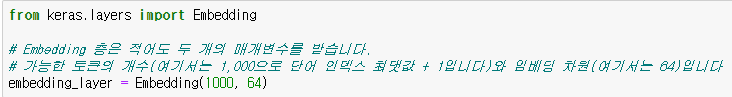 from keras.layers import Embedding
# Embedding 층은 적어도 두 개의 매개변수를 받습니다.
# 가능한 토큰의 개수(여기서는 1,000으로 단어 인덱스 최댓값 + 1입니다)와 임베딩 차원(여기서는 64)입니다
embedding_layer = Embedding(1000, 64)